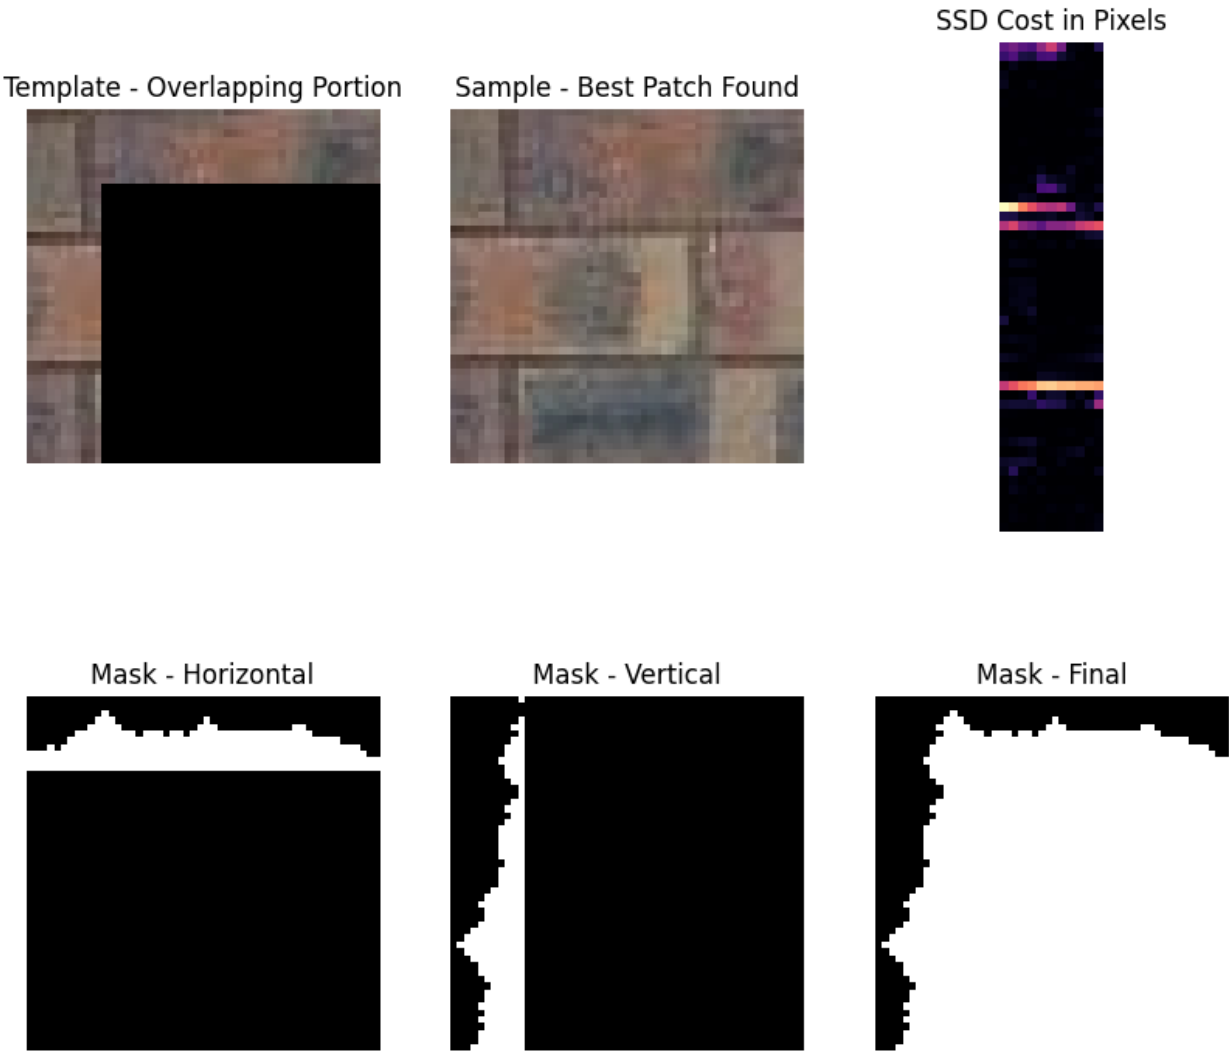 SSD Cost in Pixels
Template - Overlapping Portion
Sample - Best Patch Found
Mask - Horizontal
Mask - Vertical
Mask - Final